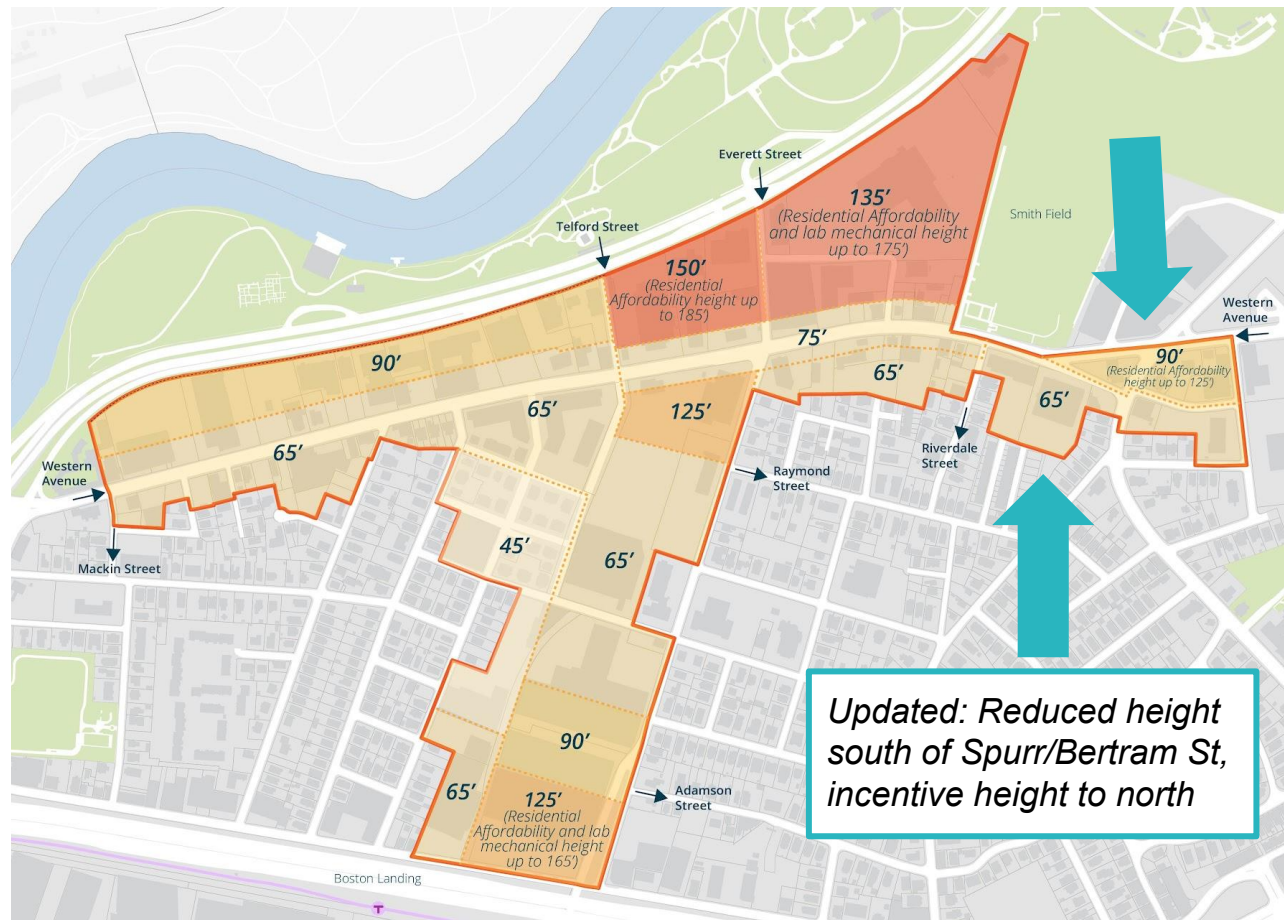 Everett Street
135’
(Residential Affordability
and lab mechanical height
up to 175’)
Smith Field
Telford Street
150’
(Residential
Affordability height up
to 185’)
Western
Avenue
75’
90’
90’
(Residential Affordability
height up to 125’)
65’
65’
125’
65’
65’
Western
Avenue
Riverdale
Street
Raymond
Street
45’
65’
Mackin Street
Updated: Reduced height
south of Spurr/Bertram St,
incentive height to north
90’
65’
125’
(Residential
Affordability and lab
mechanical height
up to 165’)
Adamson
Street
Boston Landing
T